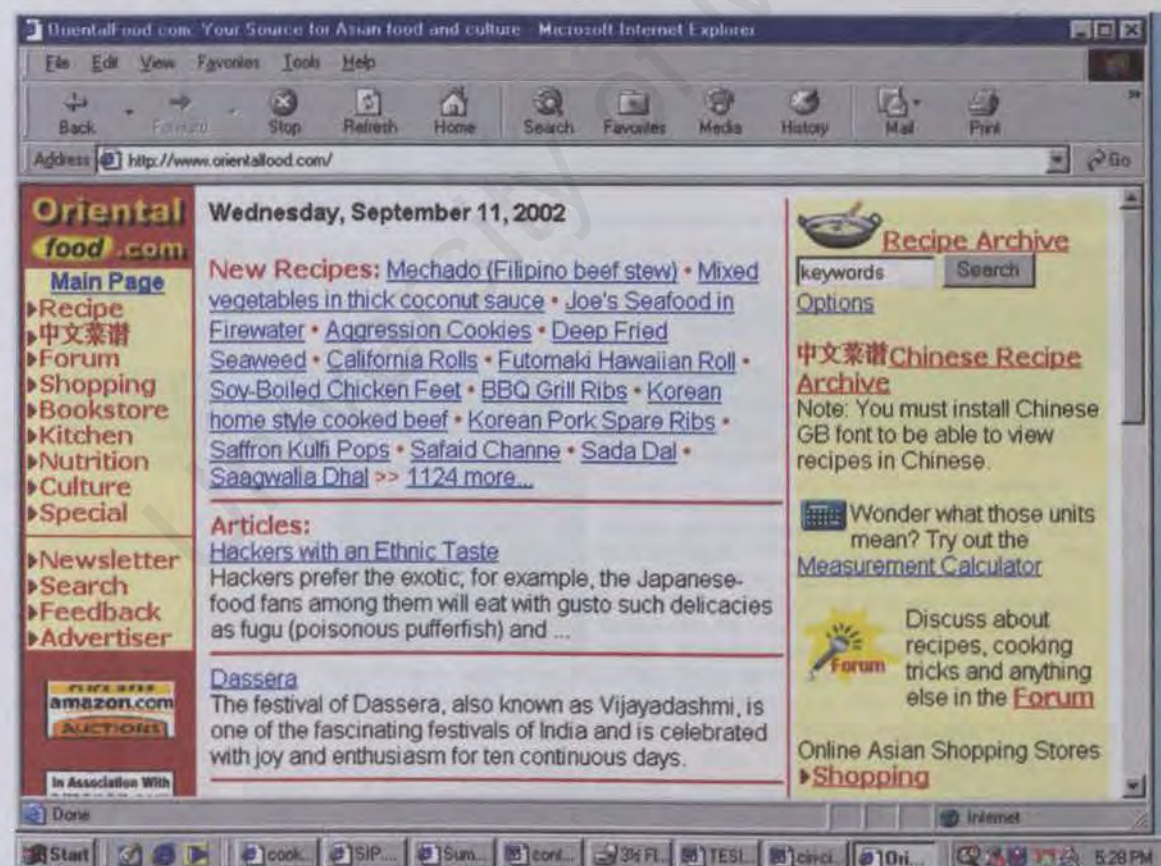 OrientalFood.com: Your Source for Asian food and culture - Microsoft Internet Explorer
File Edit View Favorites Tools Help
Back Forward Stop Refresh Home Search Favorites Media History Mail Print
Address http://www.orientalfood.com/ Go
Oriental
food .com
Main Page
Recipe
中文菜谱
Forum
Shopping
Bookstore
Kitchen
Nutrition
Culture
Special
Newsletter
Search
Feedback
Advertiser
amazon.com
AUCTIONS
In Association With
Wednesday, September 11, 2002
New Recipes: Mechado (Filipino beef stew) • Mixed
vegetables in thick coconut sauce • Joe's Seafood in
Firewater • Aggression Cookies • Deep Fried
Seaweed • California Rolls • Futomaki Hawaiian Roll •
Soy-Boiled Chicken Feet • BBQ Grill Ribs • Korean
home style cooked beef • Korean Pork Spare Ribs •
Saffron Kulfi Pops • Safaid Channe • Sada Dal •
Saagwalia Dhal >> 1124 more...
Articles:
Hackers with an Ethnic Taste
Hackers prefer the exotic; for example, the Japanese-
food fans among them will eat with gusto such delicacies
as fugu (poisonous pufferfish) and ...
Dassera
The festival of Dassera, also known as Vijayadashmi, is
one of the fascinating festivals of India and is celebrated
with joy and enthusiasm for ten continuous days.
Recipe Archive
keywords Search
Options
中文菜谱Chinese Recipe
Archive
Note: You must install Chinese
GB font to be able to view
recipes in Chinese.
Wonder what those units
mean? Try out the
Measurement Calculator
Forum
Discuss about
recipes, cooking
tricks and anything
else in the Forum
Online Asian Shopping Stores
Shopping
Done Internet
Start cook... SIP.... Sum... cont... 3½ Fl... TESI... Ori... 5:28 PM